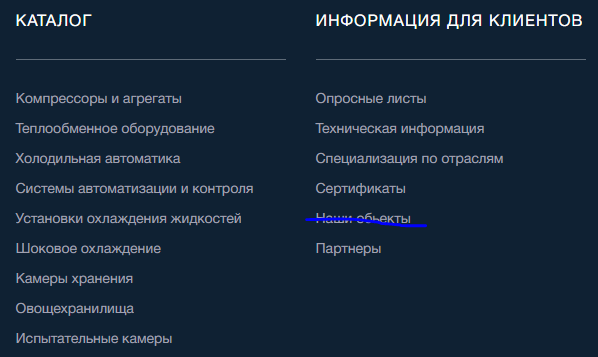 КАТАЛОГ
Компрессоры и агрегаты
Теплообменное оборудование
Холодильная автоматика
Системы автоматизации и контроля
Установки охлаждения жидкостей
Шоковое охлаждение
Камеры хранения
Овощехранилища
Испытательные камеры
ИНФОРМАЦИЯ ДЛЯ КЛИЕНТОВ
Опросные листы
Техническая информация
Специализация по отраслям
Сертификаты
Наши обьекты
Партнеры